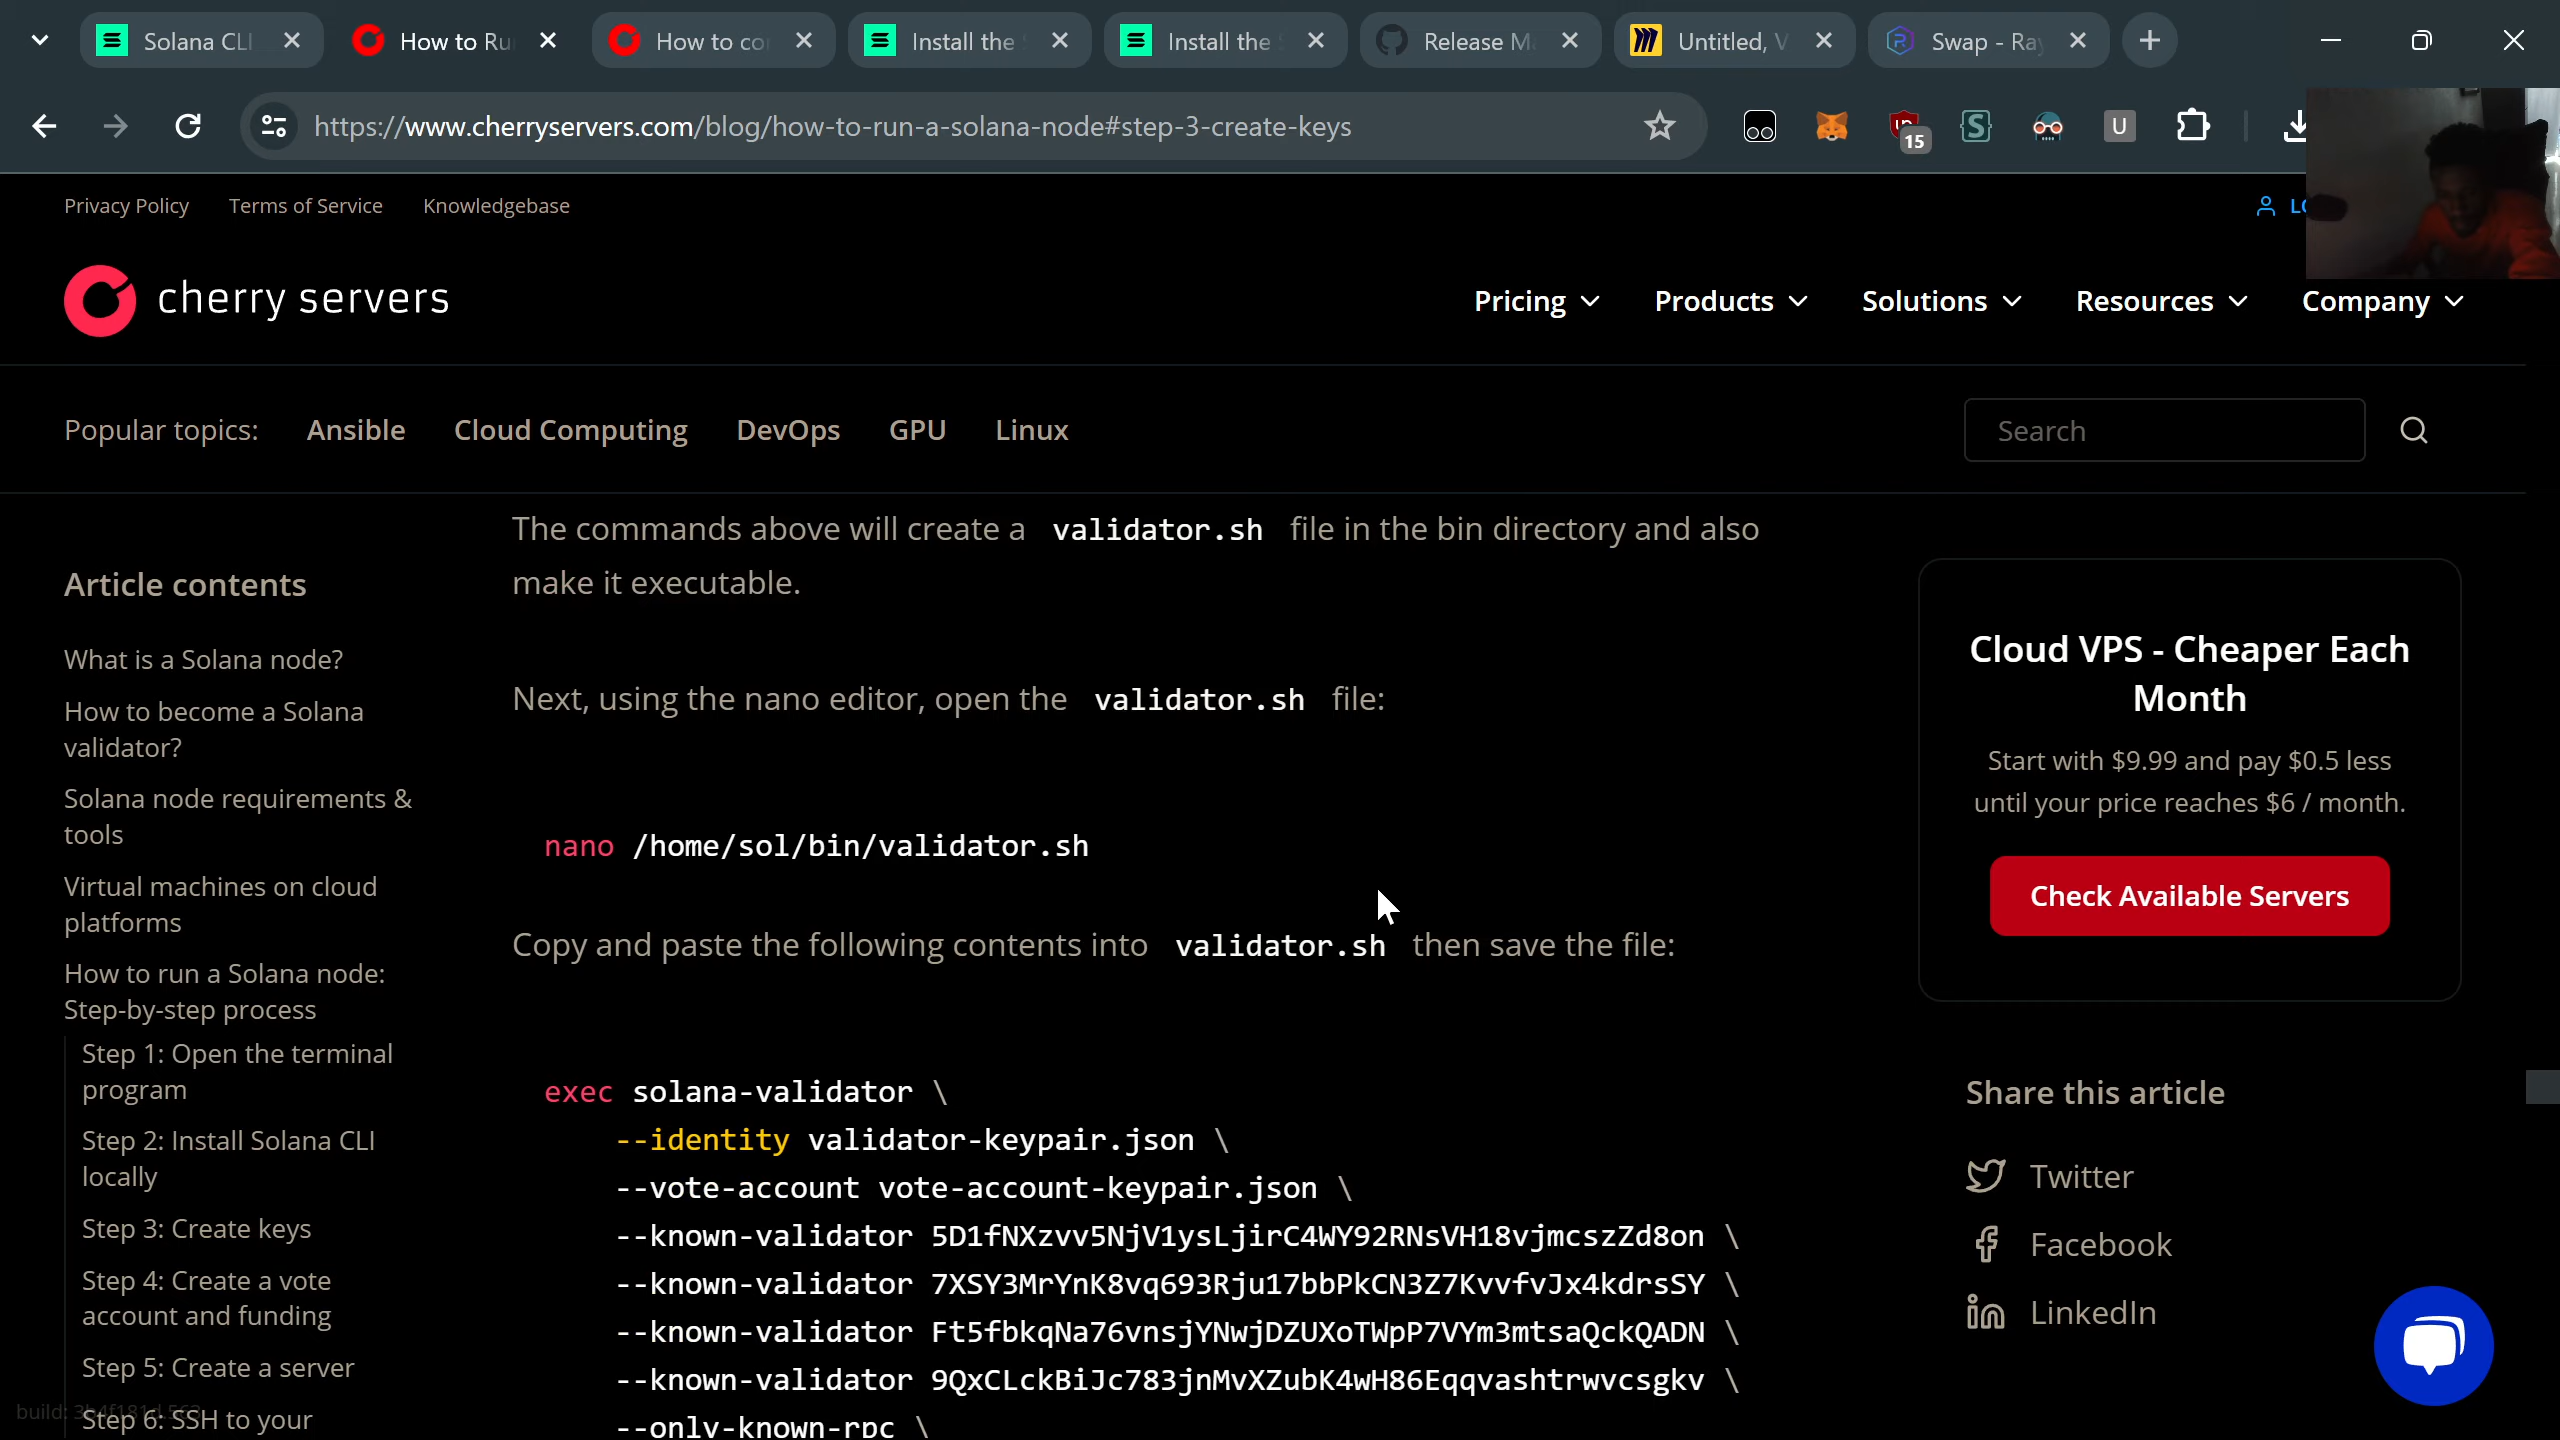 Solana CLI
How to Ru
How to co
Install the S
Install the S
Release Ma
Untitled, V
Swap - Ray
https://www.cherryservers.com/blog/how-to-run-a-solana-node#step-3-create-keys
15
U
Privacy Policy
Terms of Service
Knowledgebase
LO
cherry servers
Pricing
Products
Solutions
Resources
Company
Popular topics:
Ansible
Cloud Computing
DevOps
GPU
Linux
Search
The commands above will create a validator.sh file in the bin directory and also
make it executable.
Next, using the nano editor, open the validator.sh file:
nano /home/sol/bin/validator.sh
Copy and paste the following contents into validator.sh then save the file:
exec solana-validator \
--identity validator-keypair.json \
--vote-account vote-account-keypair.json \
--known-validator 5D1fNXzvv5NjV1ysLjirC4WY92RNsVH18vjmcszZd8on \
--known-validator 7XSY3MrYnK8vq693Rju17bbPkCN3Z7KvvfvJx4kdrsSY \
--known-validator Ft5fbkqNa76vnsjYNwjDZUXoTWpP7VYm3mtsaQckQADN \
--known-validator 9QxCLckBiJc783jnMvXZubK4wH86Eqqvashtrwvcsgkv \
--only-known-rpc \
Article contents
What is a Solana node?
How to become a Solana
validator?
Solana node requirements &
tools
Virtual machines on cloud
platforms
How to run a Solana node:
Step-by-step process
Step 1: Open the terminal
program
Step 2: Install Solana CLI
locally
Step 3: Create keys
Step 4: Create a vote
account and funding
Step 5: Create a server
Step 6: SSH to your
build:
Cloud VPS - Cheaper Each
Month
Start with $9.99 and pay $0.5 less
until your price reaches $6 / month.
Check Available Servers
Share this article
Twitter
Facebook
LinkedIn